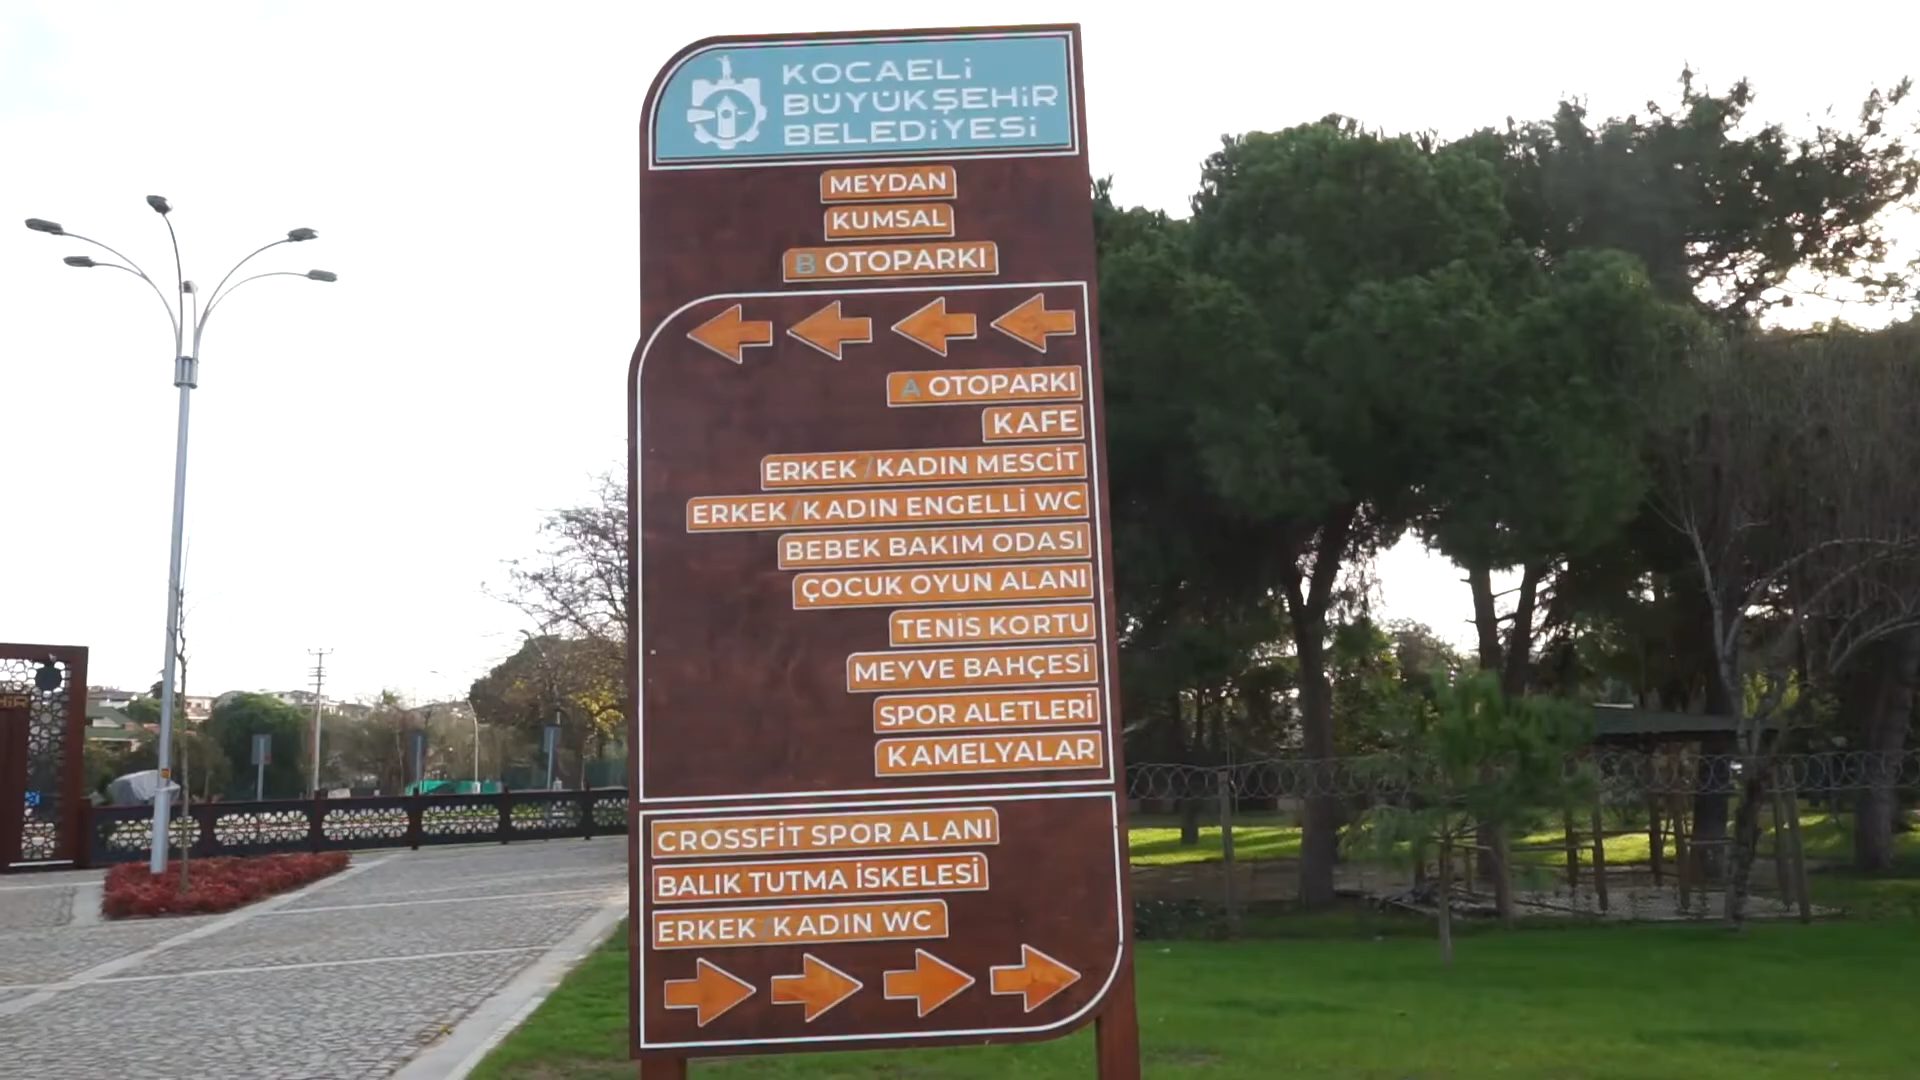 KOCAELİ
BÜYÜKŞEHİR
BELEDİYESİ
MEYDAN
KUMSAL
B OTOPARKI
A OTOPARKI
KAFE
ERKEK/KADIN MESCİT
ERKEK/KADIN ENGELLİ WC
BEBEK BAKIM ODASI
ÇOCUK OYUN ALANI
TENİS KORTU
MEYVE BAHÇESİ
SPOR ALETLERİ
KAMELYALAR
CROSSFİT SPOR ALANI
BALIK TUTMA İSKELESİ
ERKEK/KADIN WC